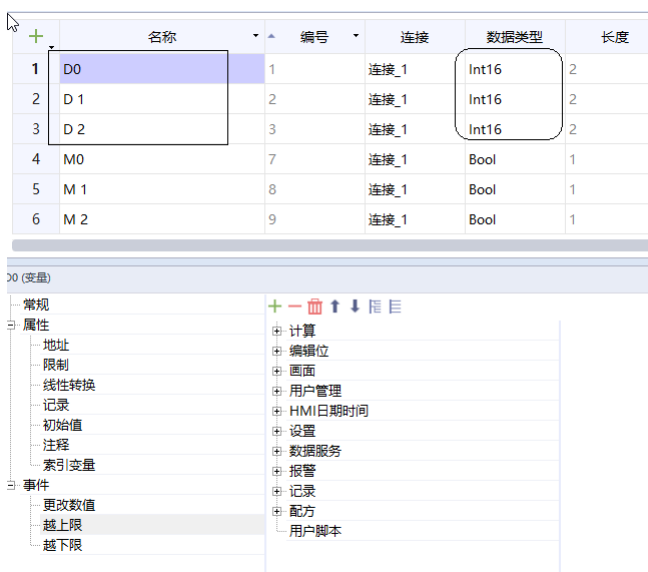 名称 编号 连接 数据类型 长度
1 D0 1 连接_1 Int16 2
2 D 1 2 连接_1 Int16 2
3 D 2 3 连接_1 Int16 2
4 M0 7 连接_1 Bool 1
5 M 1 8 连接_1 Bool 1
6 M 2 9 连接_1 Bool 1
D0 (变量)
常规
属性
地址
限制
线性转换
记录
初始值
注释
索引变量
事件
更改数值
越上限
越下限
计算
编辑位
画面
用户管理
HMI日期时间
设置
数据服务
报警
记录
配方
用户脚本